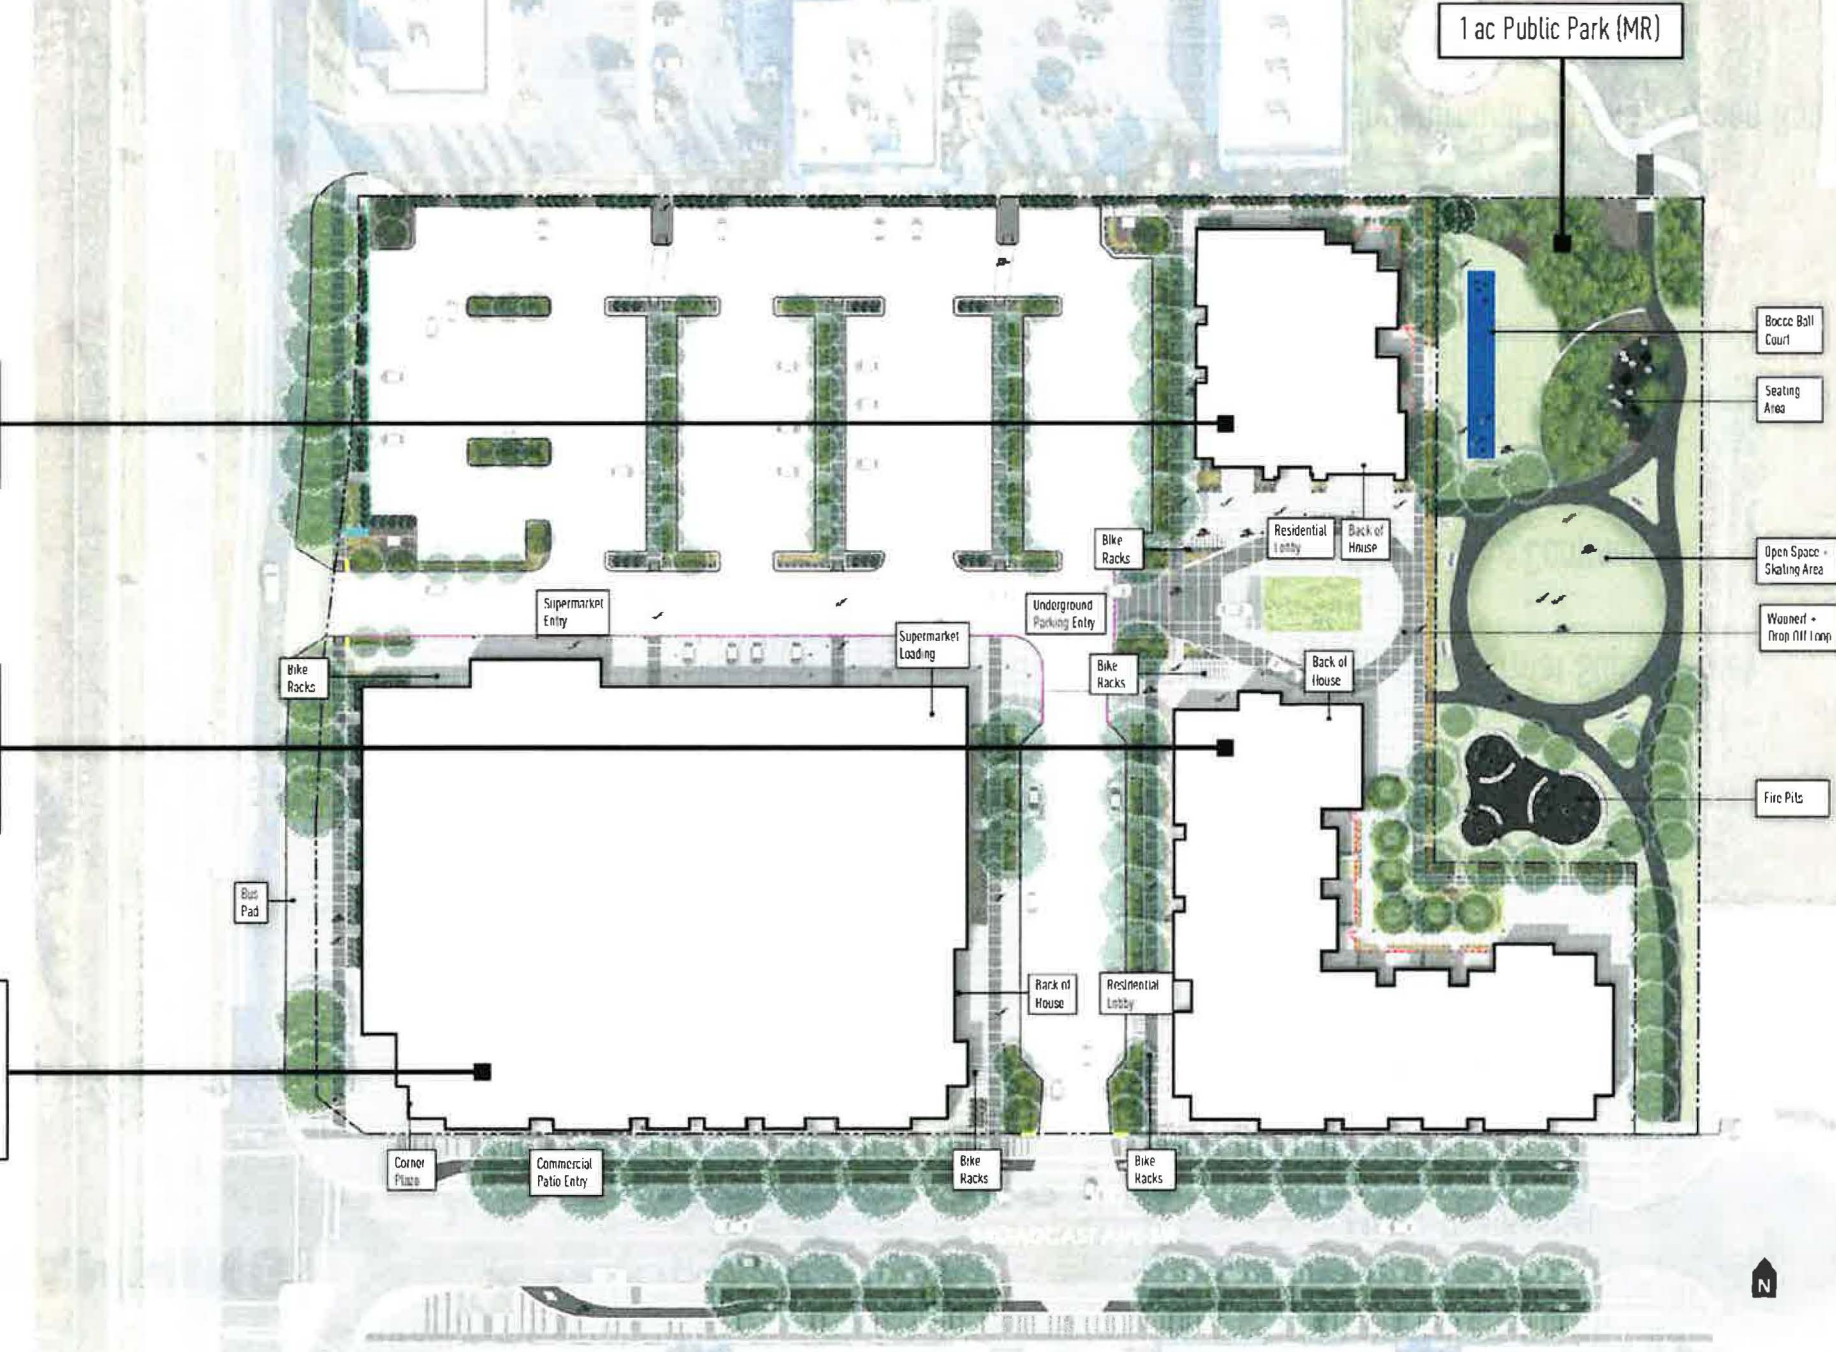 1 ac Public Park (MR)
Bocce Ball
Court
Seating
Area
Open Space +
Skating Area
Woonerf +
Drop Off Loop
Fire Pits
Bike
Racks
Residential
Lobby
Back of
House
Supermarket
Entry
Underground
Parking Entry
Supermarket
Loading
Bike
Racks
Bike
Racks
Back of
House
Bus
Pad
Back of
House
Residential
Lobby
Corner
Plaza
Commercial
Patio Entry
Bike
Racks
Bike
Racks
BROADCAST AVE SW
N